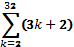 32
∑(3k + 2)
k=2